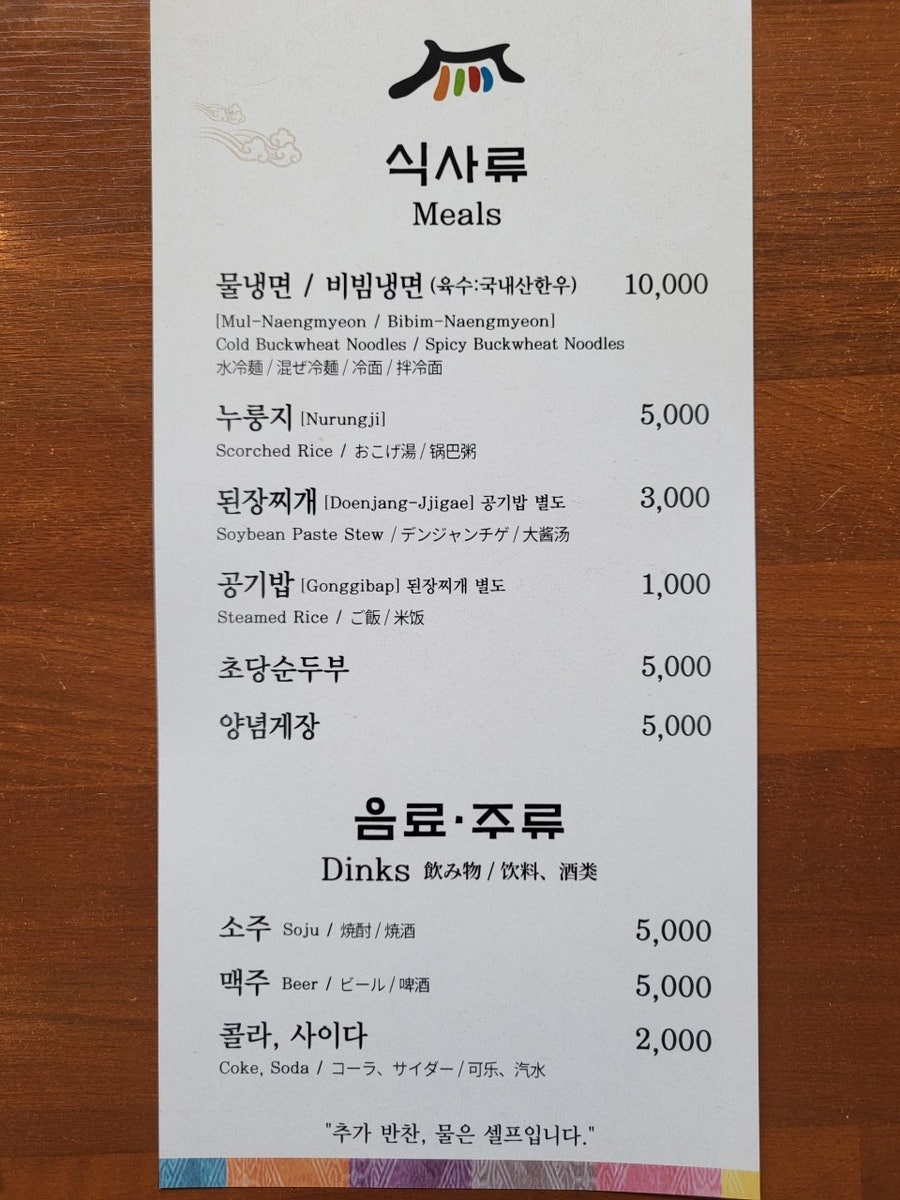 식사류
Meals
물냉면 / 비빔냉면 (육수:국내산한우) 10,000
[Mul-Naengmyeon / Bibim-Naengmyeon]
Cold Buckwheat Noodles / Spicy Buckwheat Noodles
水冷麺 / 混ぜ冷麺 / 冷面 / 拌冷面
누룽지 [Nurungji] 5,000
Scorched Rice / おこげ湯 / 锅巴粥
된장찌개 [Doenjang-Jjigae] 공기밥 별도 3,000
Soybean Paste Stew / デンジャンチゲ / 大酱汤
공기밥 [Gonggibap] 된장찌개 별도 1,000
Steamed Rice / ご飯 / 米饭
초당순두부 5,000
양념게장 5,000
음료·주류
Dinks 飲み物 / 饮料、酒类
소주 Soju / 焼酎 / 燒酒 5,000
맥주 Beer / ビール / 啤酒 5,000
콜라, 사이다 2,000
Coke, Soda / コーラ、サイダー / 可乐、汽水
"추가 반찬, 물은 셀프입니다."